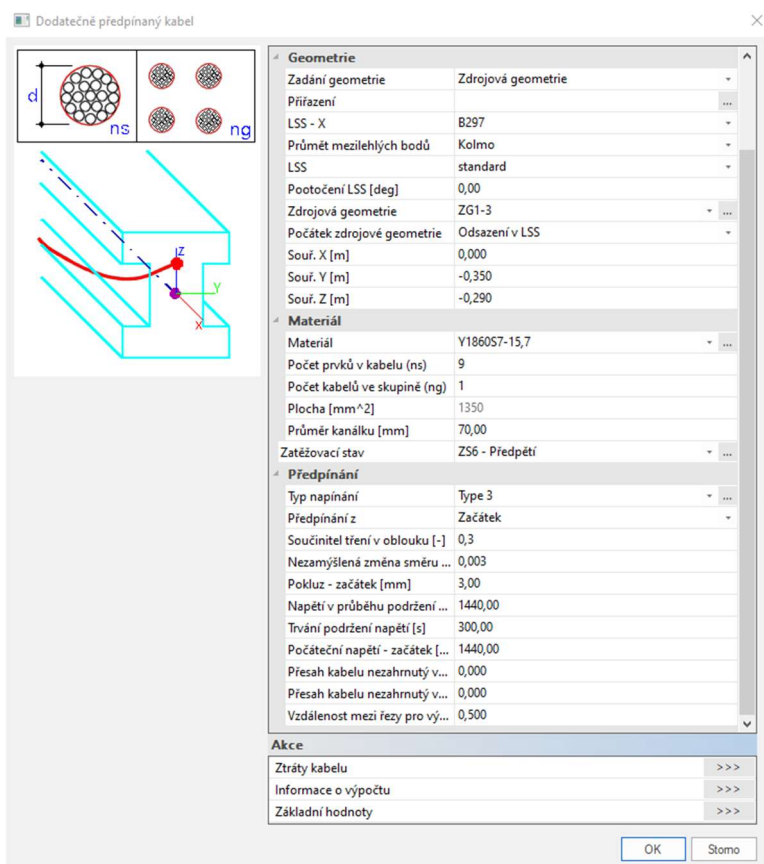 Dodatečně předpínaný kabel
d
ns
ng
Z
Y
X
Geometrie
Zadání geometrie Zdrojová geometrie
Přiřazení ...
LSS - X B297
Průmět mezilehlých bodů Kolmo
LSS standard
Pootočení LSS [deg] 0,00
Zdrojová geometrie ZG1-3 ...
Počátek zdrojové geometrie Odsazení v LSS
Souř. X [m] 0,000
Souř. Y [m] -0,350
Souř. Z [m] -0,290
Materiál
Materiál Y1860S7-15,7 ...
Počet prvků v kabelu (ns) 9
Počet kabelů ve skupině (ng) 1
Plocha [mm^2] 1350
Průměr kanálku [mm] 70,00
Zatěžovací stav ZS6 - Předpětí ...
Předpínání
Typ napínání Type 3 ...
Předpínání z Začátek
Součinitel tření v oblouku [-] 0,3
Nezamýšlená změna směru ... 0,003
Pokluz - začátek [mm] 3,00
Napětí v průběhu podržení ... 1440,00
Trvání podržení napětí [s] 300,00
Počáteční napětí - začátek [... 1440,00
Přesah kabelu nezahrnutý v... 0,000
Přesah kabelu nezahrnutý v... 0,000
Vzdálenost mezi řezy pro vý... 0,500
Akce
Ztráty kabelu >>>
Informace o výpočtu >>>
Základní hodnoty >>>
OK Storno